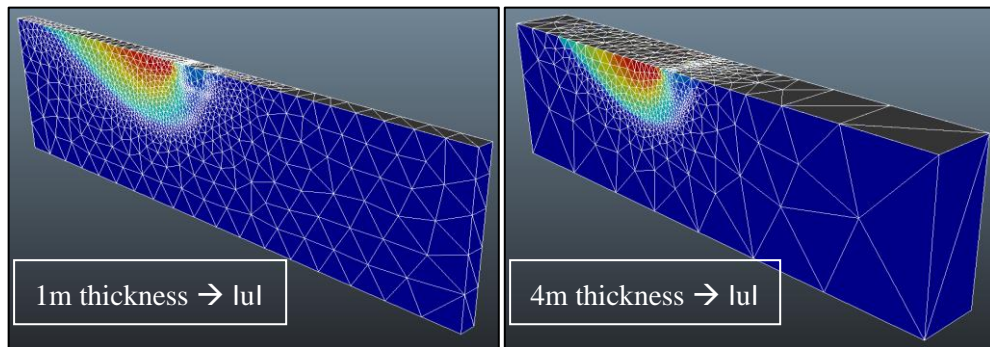 1m thickness → |u|
4m thickness → |u|